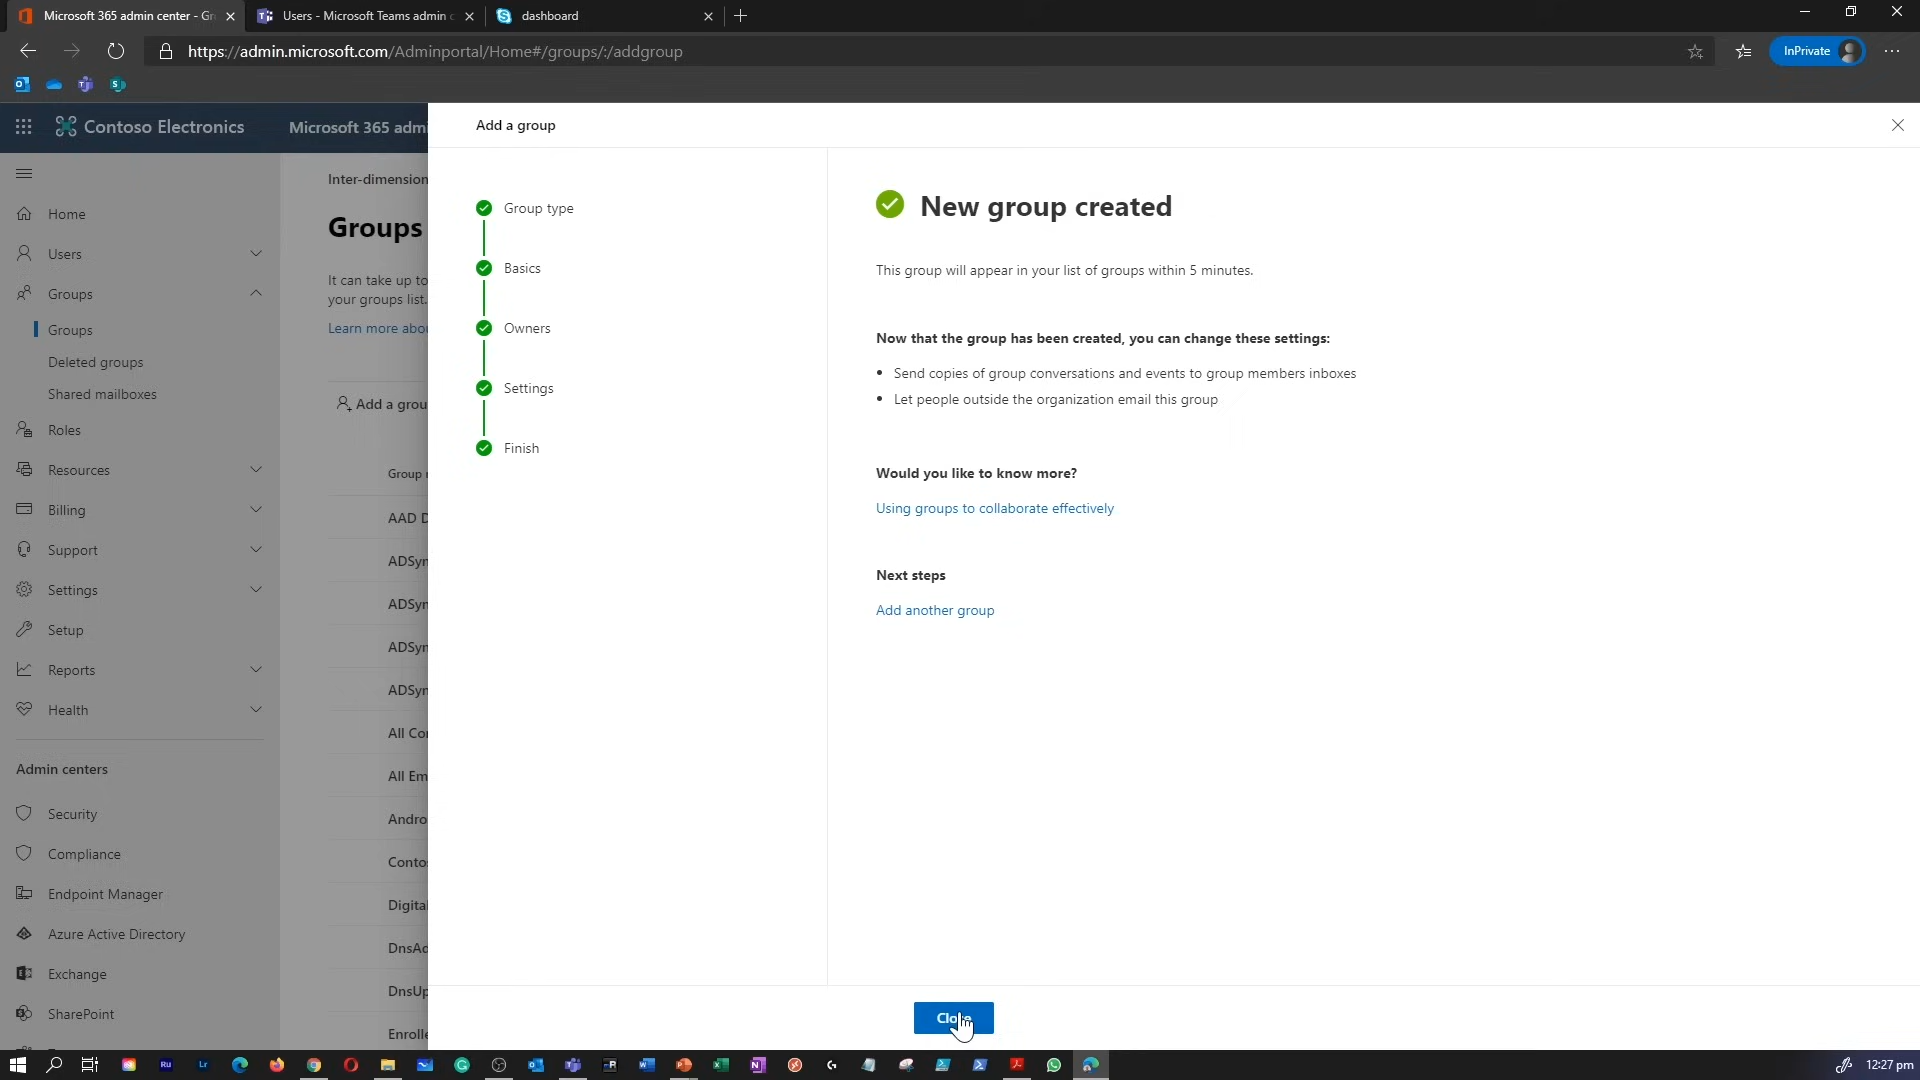 Microsoft 365 admin center - Gr
Users - Microsoft Teams admin c
dashboard
https://admin.microsoft.com/Adminportal/Home#/groups/:/addgroup
InPrivate
Contoso Electronics
Microsoft 365 admi
Add a group
Home
Users
Groups
Groups
Deleted groups
Shared mailboxes
Roles
Resources
Billing
Support
Settings
Setup
Reports
Health
Admin centers
Security
Compliance
Endpoint Manager
Azure Active Directory
Exchange
SharePoint
Inter-dimension
Groups
It can take up to
your groups list.
Learn more abou
Add a grou
Group
AAD D
ADSyn
ADSyn
ADSyn
ADSyn
All Co
All Em
Andro
Conto
Digita
DnsAd
DnsUp
Enrolle
Group type
Basics
Owners
Settings
Finish
New group created
This group will appear in your list of groups within 5 minutes.
Now that the group has been created, you can change these settings:
• Send copies of group conversations and events to group members inboxes
• Let people outside the organization email this group
Would you like to know more?
Using groups to collaborate effectively
Next steps
Add another group
Close
12:27 pm